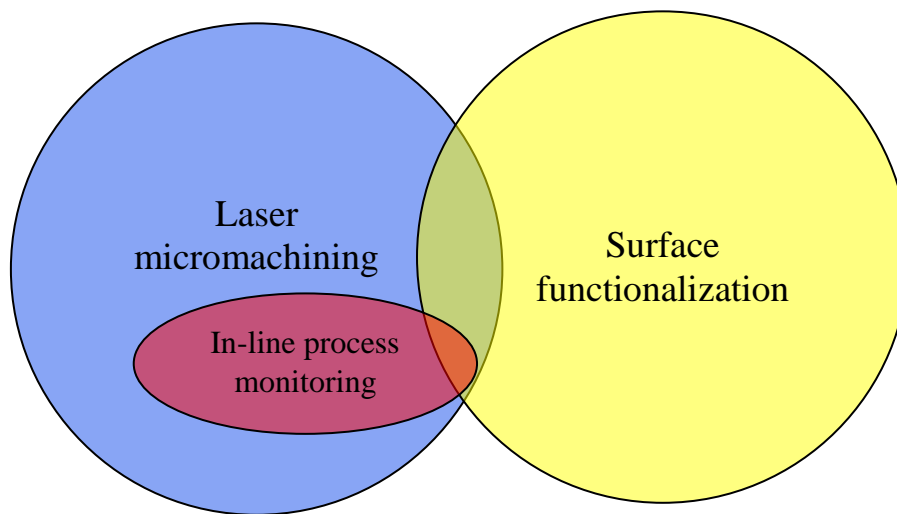 Laser
micromachining
Surface
functionalization
In-line process
monitoring